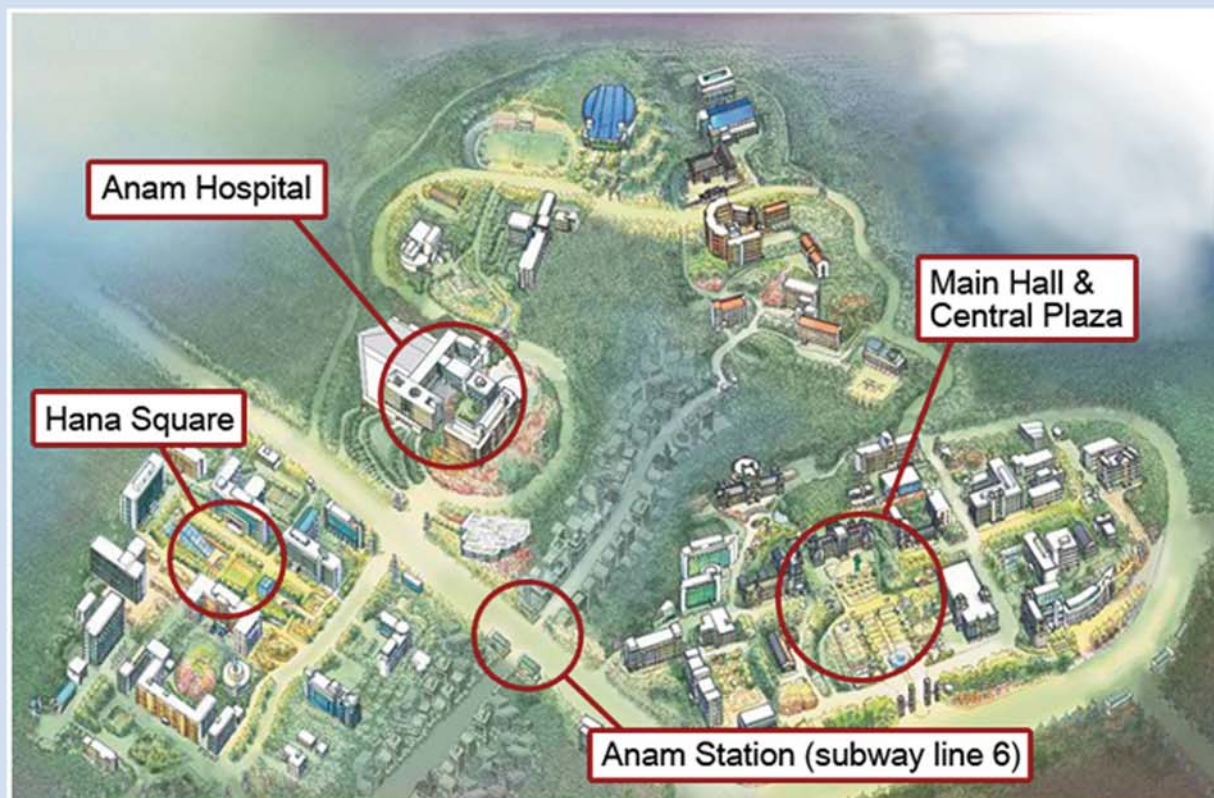 Anam Hospital
Main Hall &
Central Plaza
Hana Square
Anam Station (subway line 6)